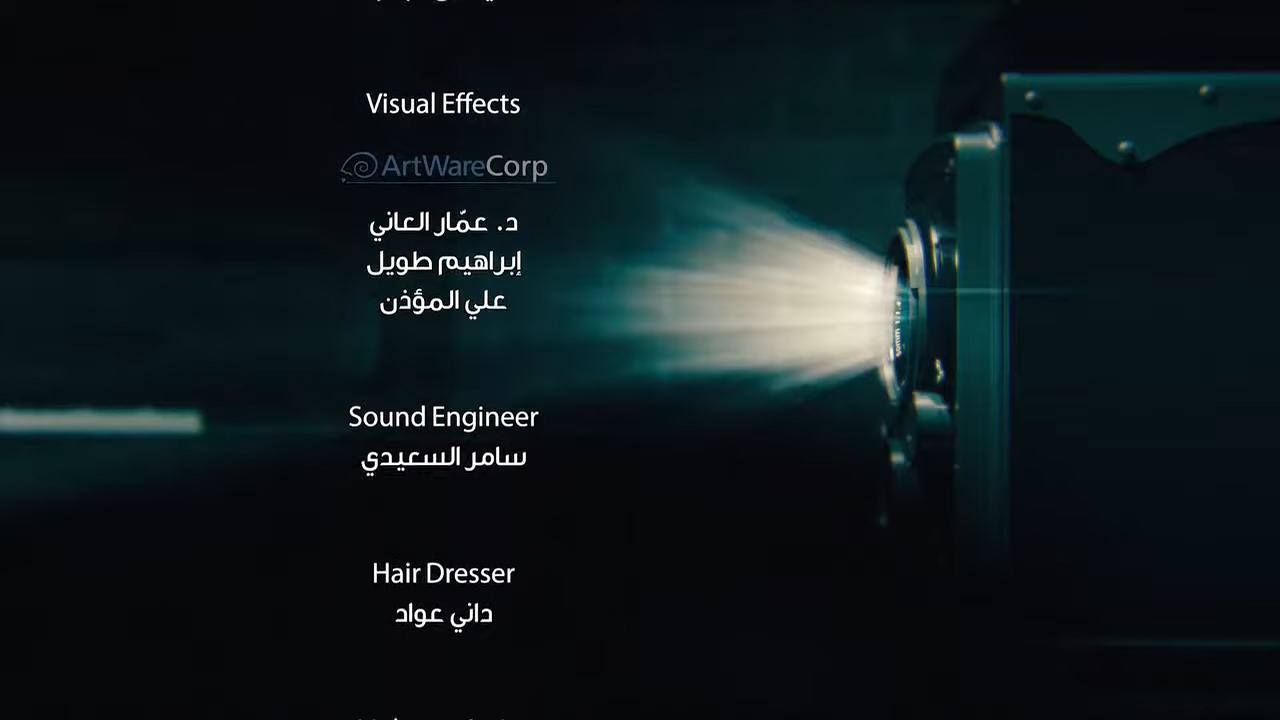 Visual Effects
ArtWareCorp
د. عمّار العاني
إبراهيم طويل
علي المؤذن
Sound Engineer
سامر السعيدي
Hair Dresser
داني عواد